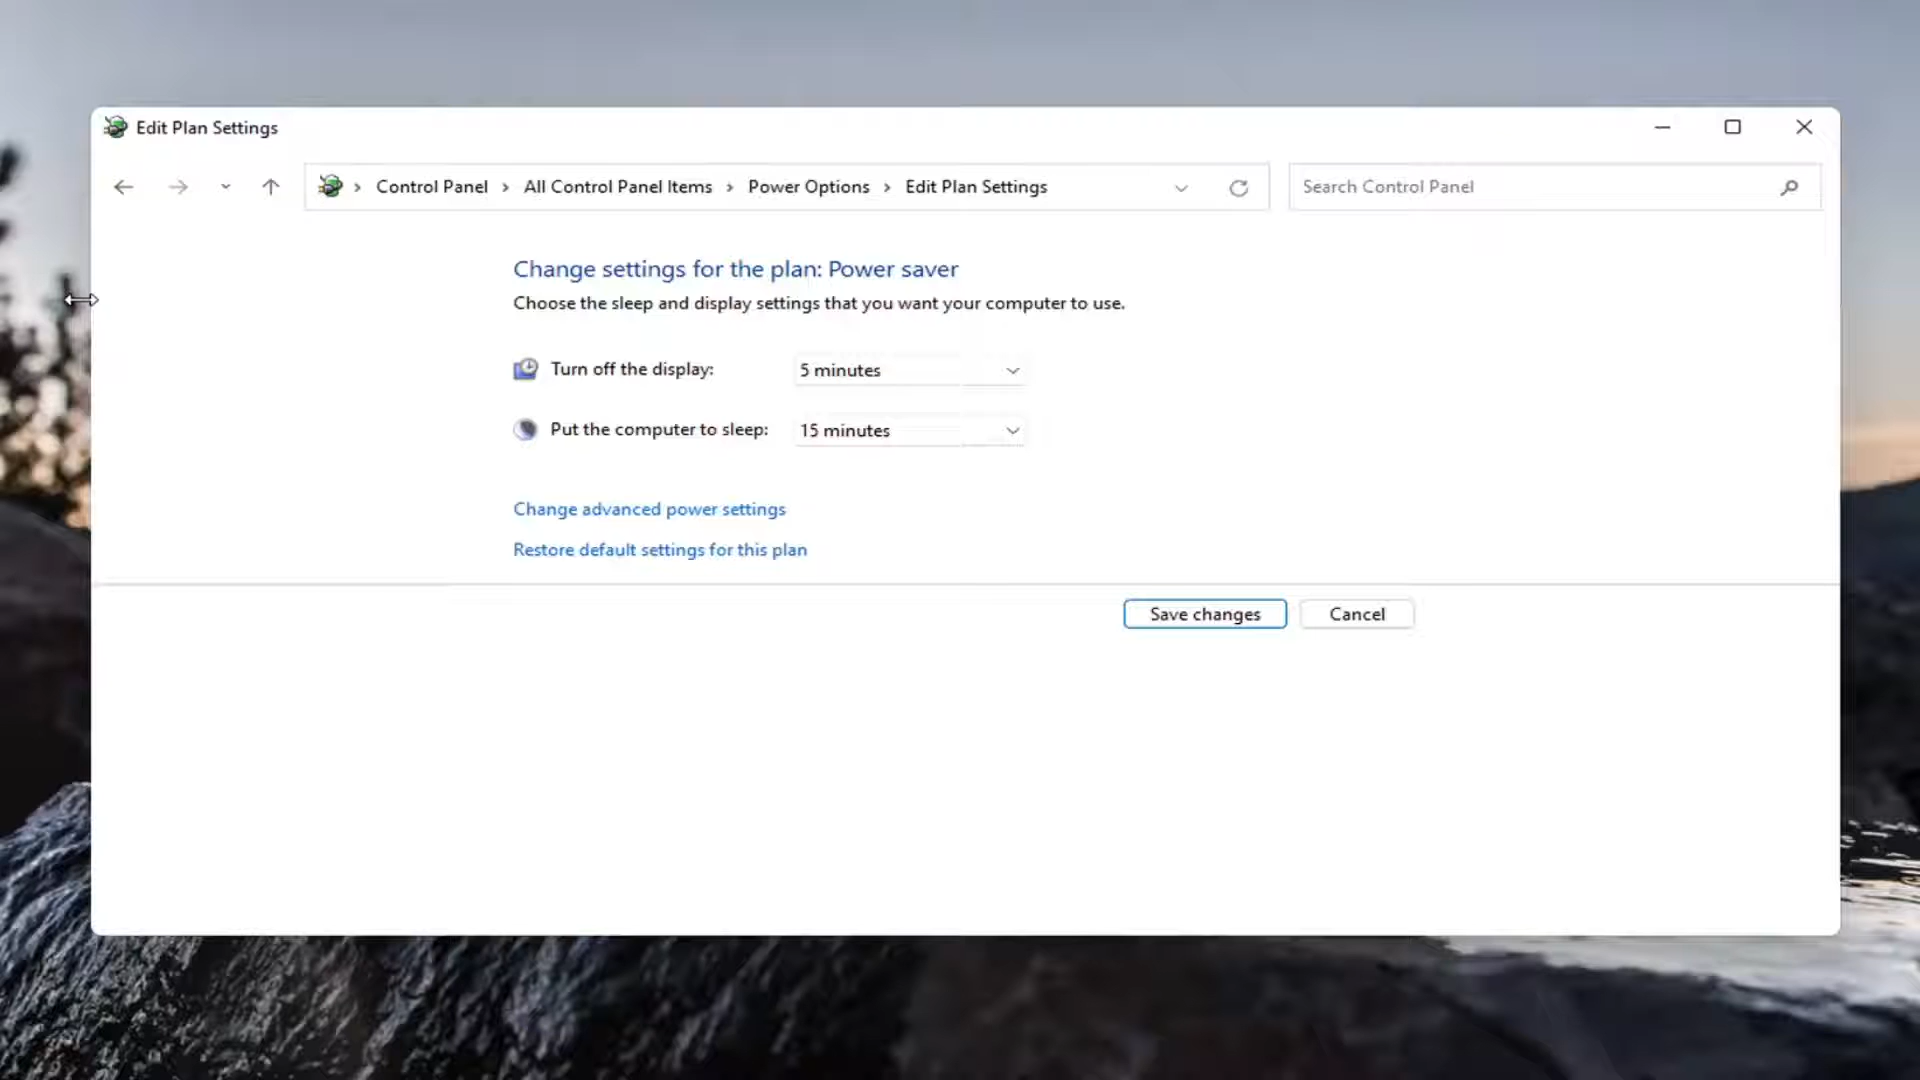 Edit Plan Settings
Control Panel > All Control Panel Items > Power Options > Edit Plan Settings
Search Control Panel
Change settings for the plan: Power saver
Choose the sleep and display settings that you want your computer to use.
Turn off the display: 5 minutes
Put the computer to sleep: 15 minutes
Change advanced power settings
Restore default settings for this plan
Save changes Cancel